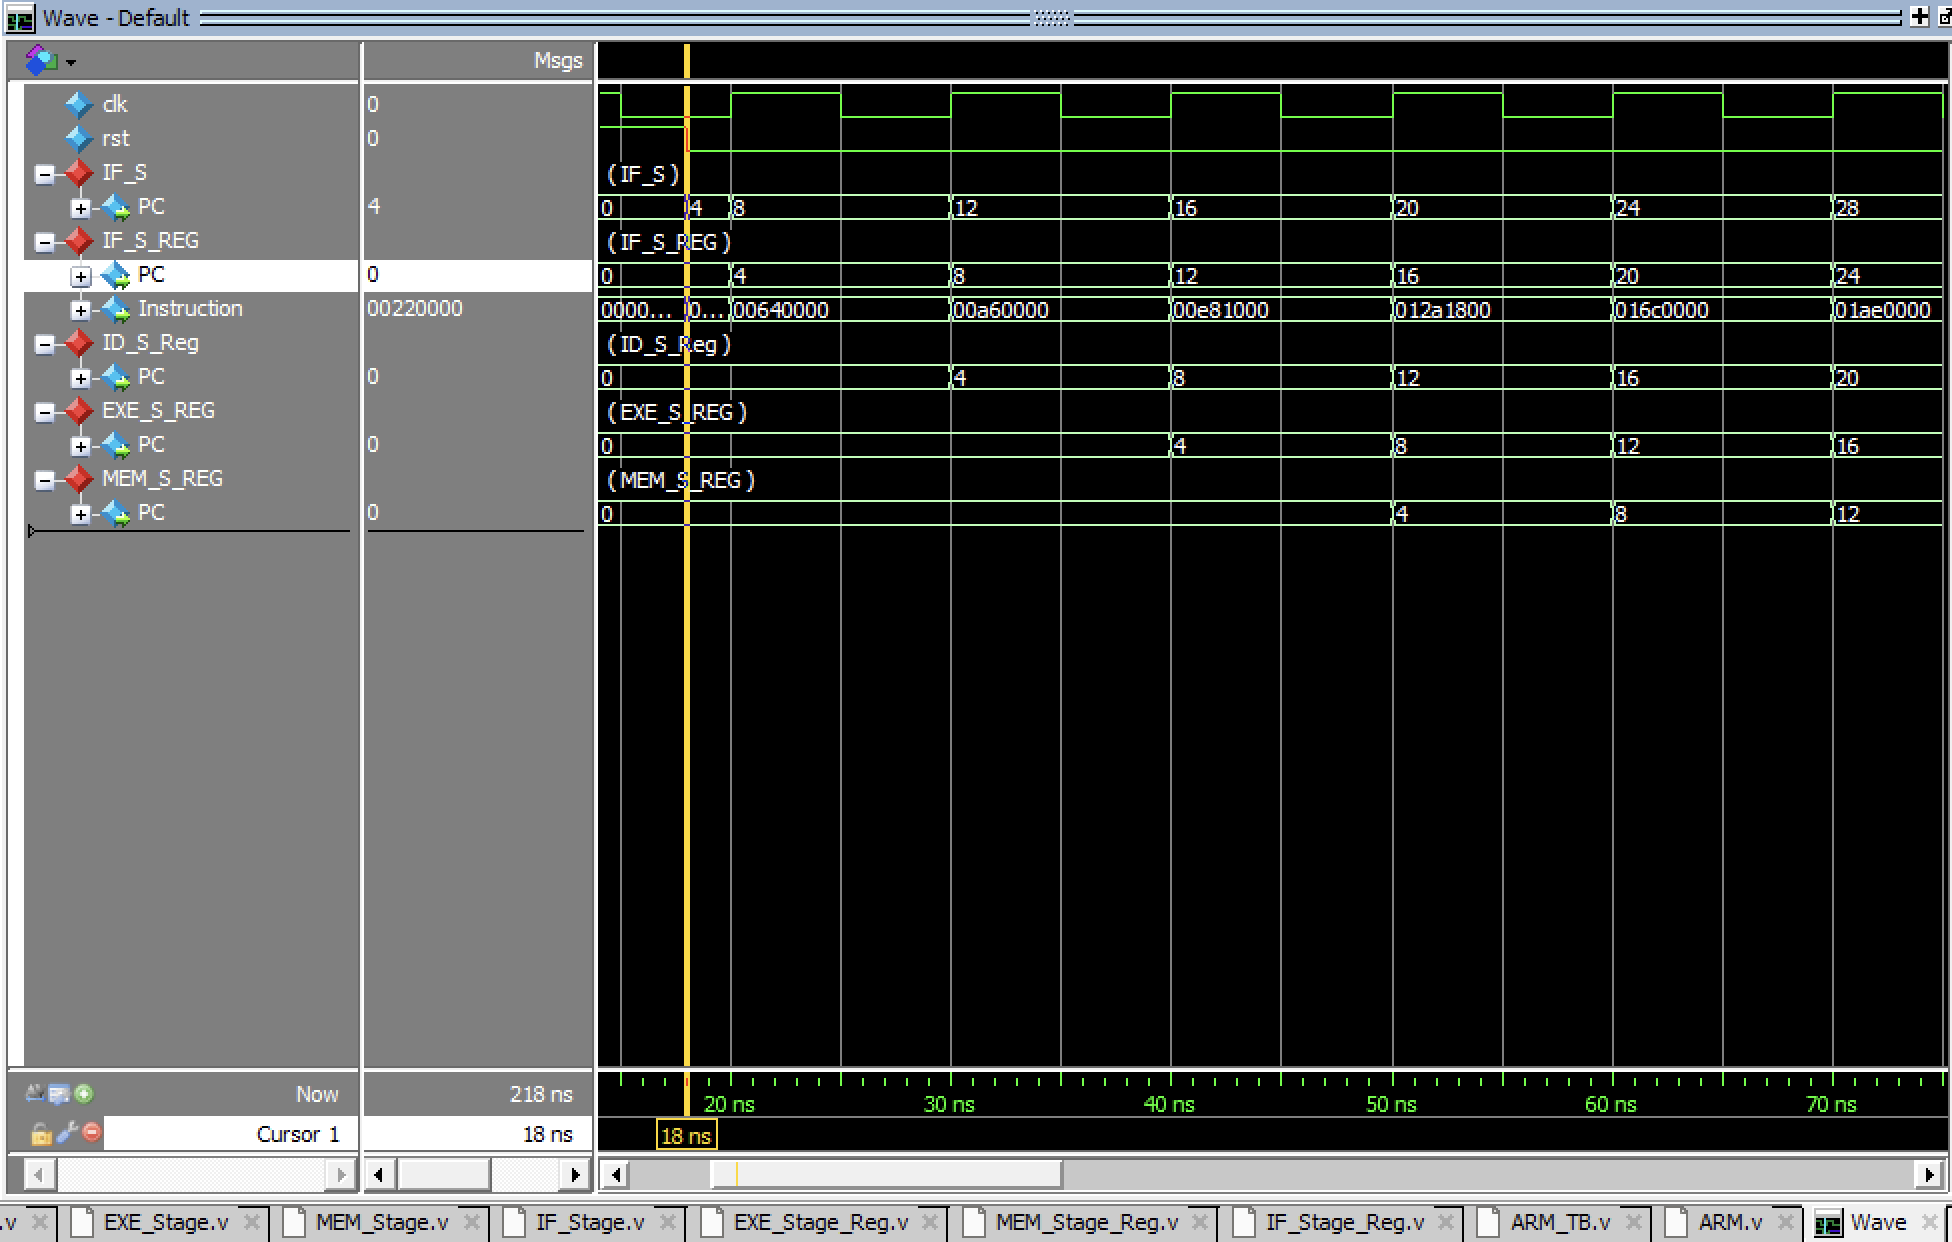 Wave - Default
Msgs
clk 0
rst 0
IF_S (IF_S)
PC 4 0 4 8 12 16 20 24 28
IF_S_REG (IF_S_REG)
PC 0 0 4 8 12 16 20 24
Instruction 00220000 0000... 0... 00640000 00a60000 00e81000 012a1800 016c0000 01ae0000
ID_S_Reg (ID_S_Reg)
PC 0 0 4 8 12 16 20
EXE_S_REG (EXE_S_REG)
PC 0 0 4 8 12 16
MEM_S_REG (MEM_S_REG)
PC 0 0 4 8 12
Now 218 ns 20 ns 30 ns 40 ns 50 ns 60 ns 70 ns
Cursor 1 18 ns 18 ns
.v EXE_Stage.v MEM_Stage.v IF_Stage.v EXE_Stage_Reg.v MEM_Stage_Reg.v IF_Stage_Reg.v ARM_TB.v ARM.v Wave